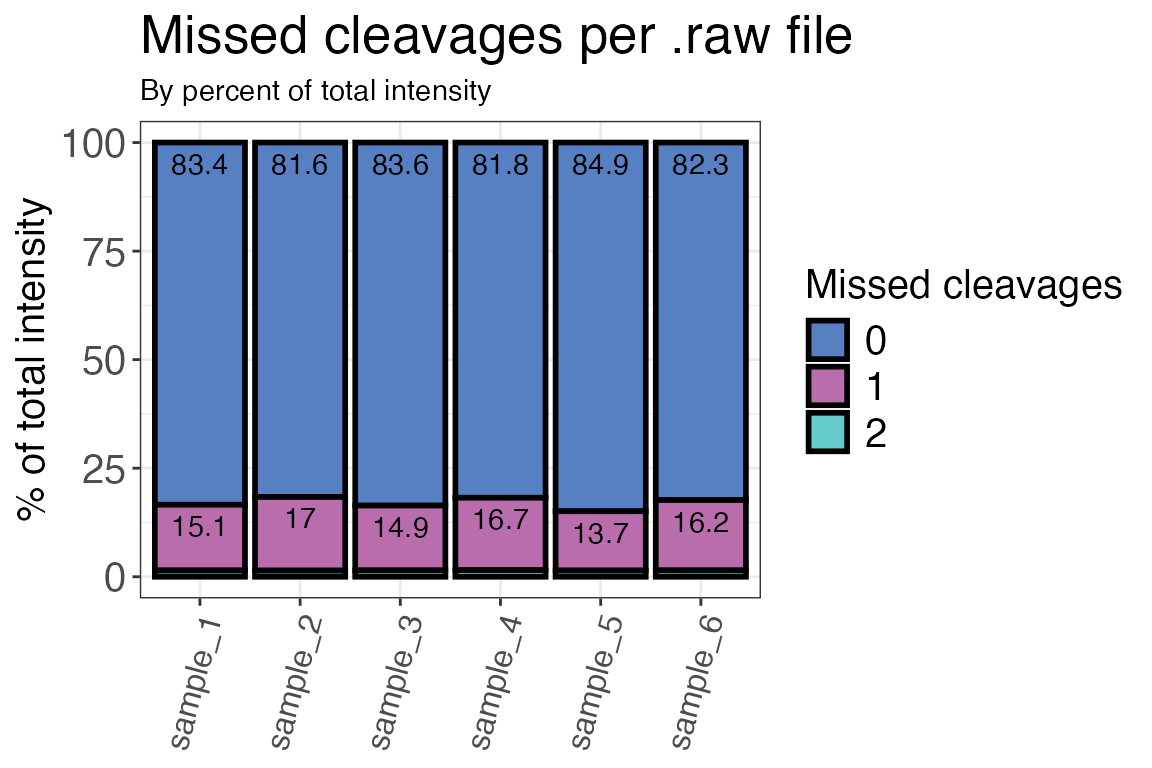 Missed cleavages per .raw file
By percent of total intensity
% of total intensity
100
75
50
25
0
83.4 81.6 83.6 81.8 84.9 82.3
15.1 17 14.9 16.7 13.7 16.2
sample_1 sample_2 sample_3 sample_4 sample_5 sample_6
Missed cleavages
0
1
2